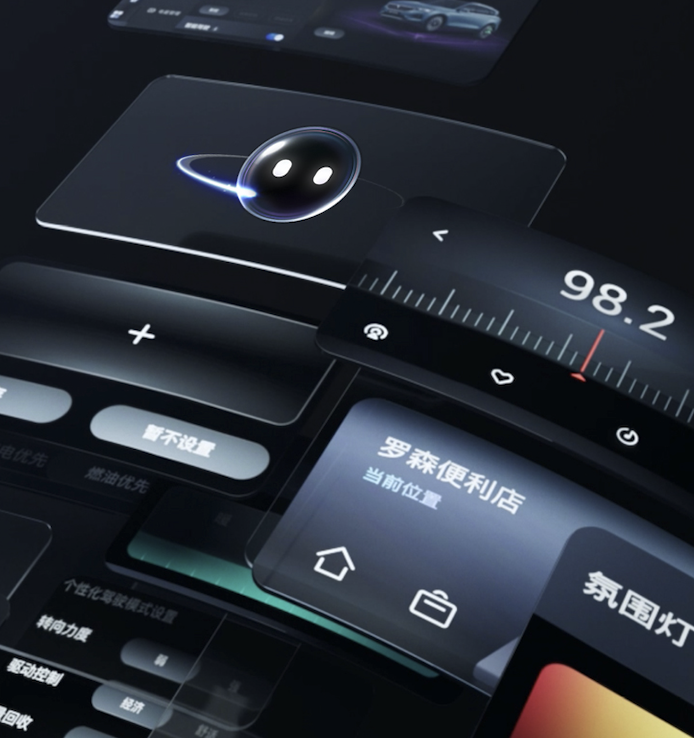 98.2
暂不设置
电优先
燃油优先
罗森便利店
当前位置
氛围灯
个性化驾驶模式设置
转向力度
弱
驱动控制
经济
舒适
量回收